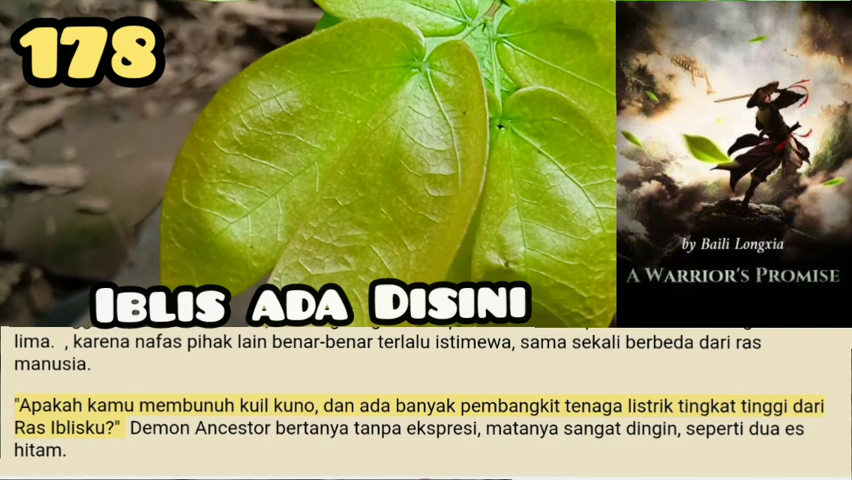 178
by Baili Longxia
A WARRIOR'S PROMISE
IBLIS ADA DISINI
lima. , karena nafas pihak lain benar-benar terlalu istimewa, sama sekali berbeda dari ras
manusia.
"Apakah kamu membunuh kuil kuno, dan ada banyak pembangkit tenaga listrik tingkat tinggi dari
Ras Iblisku?" Demon Ancestor bertanya tanpa ekspresi, matanya sangat dingin, seperti dua es
hitam.